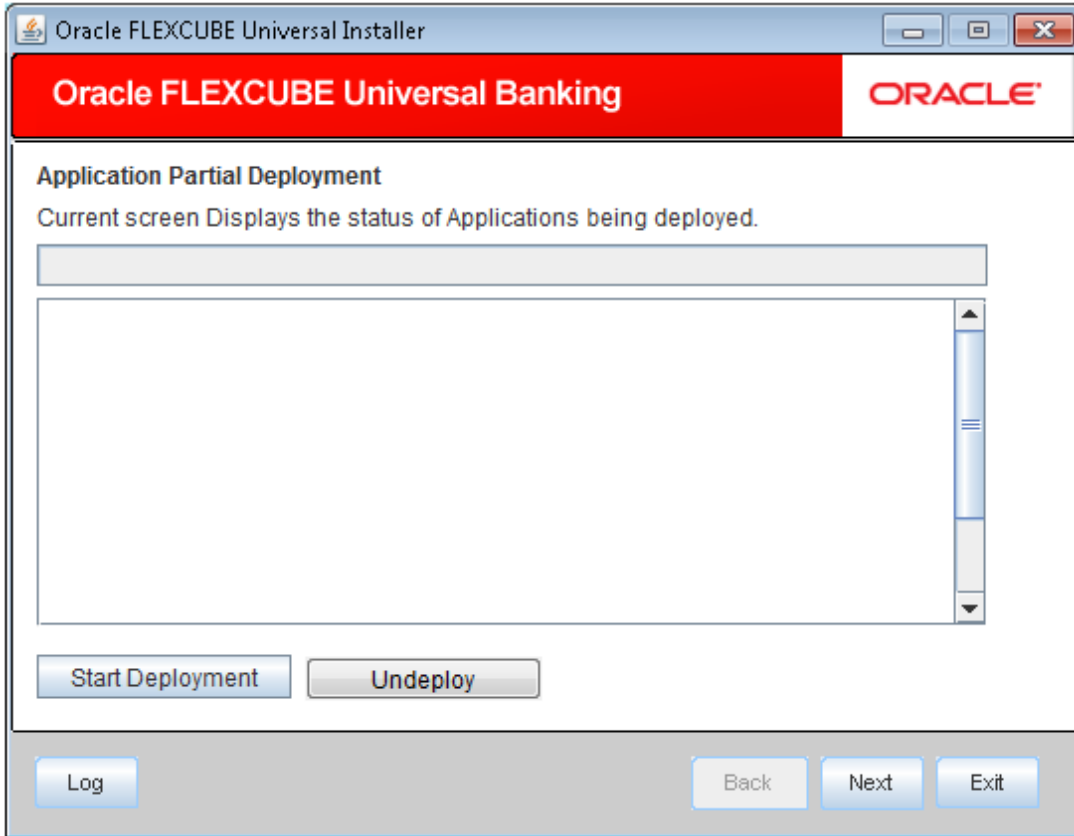 Oracle FLEXCUBE Universal Installer
Oracle FLEXCUBE Universal Banking
ORACLE
Application Partial Deployment
Current screen Displays the status of Applications being deployed.
Start Deployment Undeploy
Log Back Next Exit